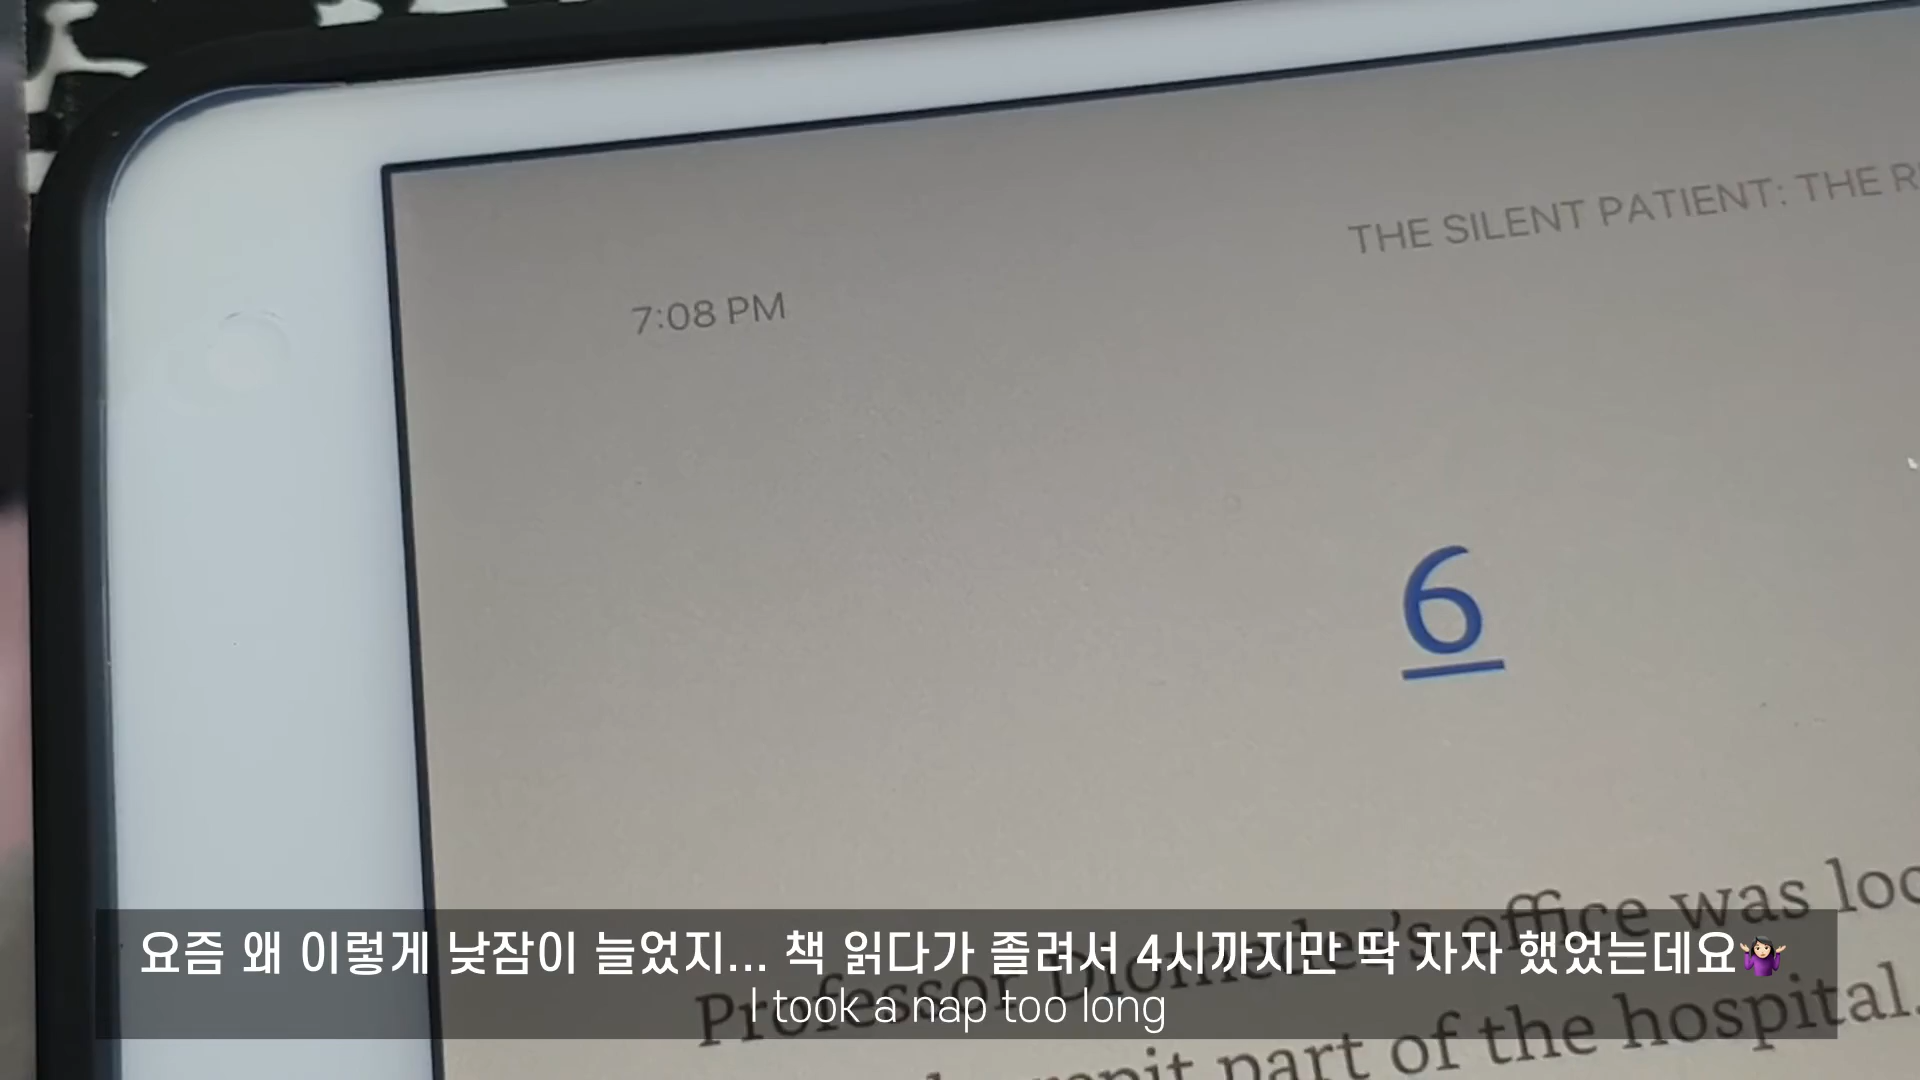 THE SILENT PATIENT: THE
7:08 PM
6
Professor Diomedes's office was
part of the hospital.
요즘 왜 이렇게 낮잠이 늘었지... 책 읽다가 졸려서 4시까지만 딱 자자 했었는데요🤷🏻‍♀️
I took a nap too long